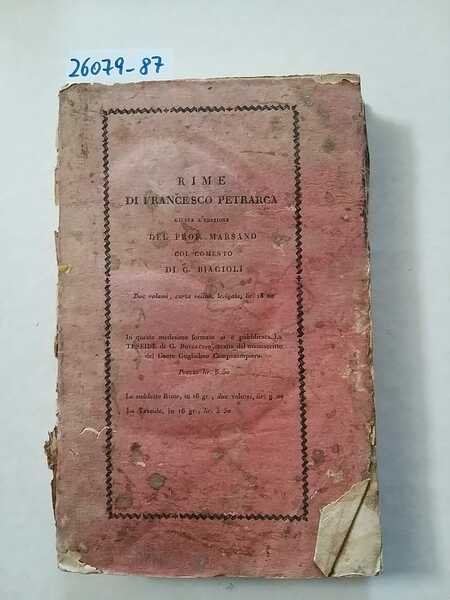 26079-87
RIME
DI FRANCESCO PETRARCA
GIUSTA L'EDIZIONE
DEL PROF. MARSAND
COL COMENTO
DI G. BIAGIOLI
Due volumi, carta velina, levigata, lir. 18 00
In questo medesimo formato si è pubblicata La
TESEIDE di G. Boccaccio, tratta dal manoscritto
del Conte Guglielmo Camposampiero.
Prezzo lir. 8. 50
Le suddette Rime, in 16 gr., due volumi, lir. 9. 00
La Teseide, in 16 gr., lir. 3. 50